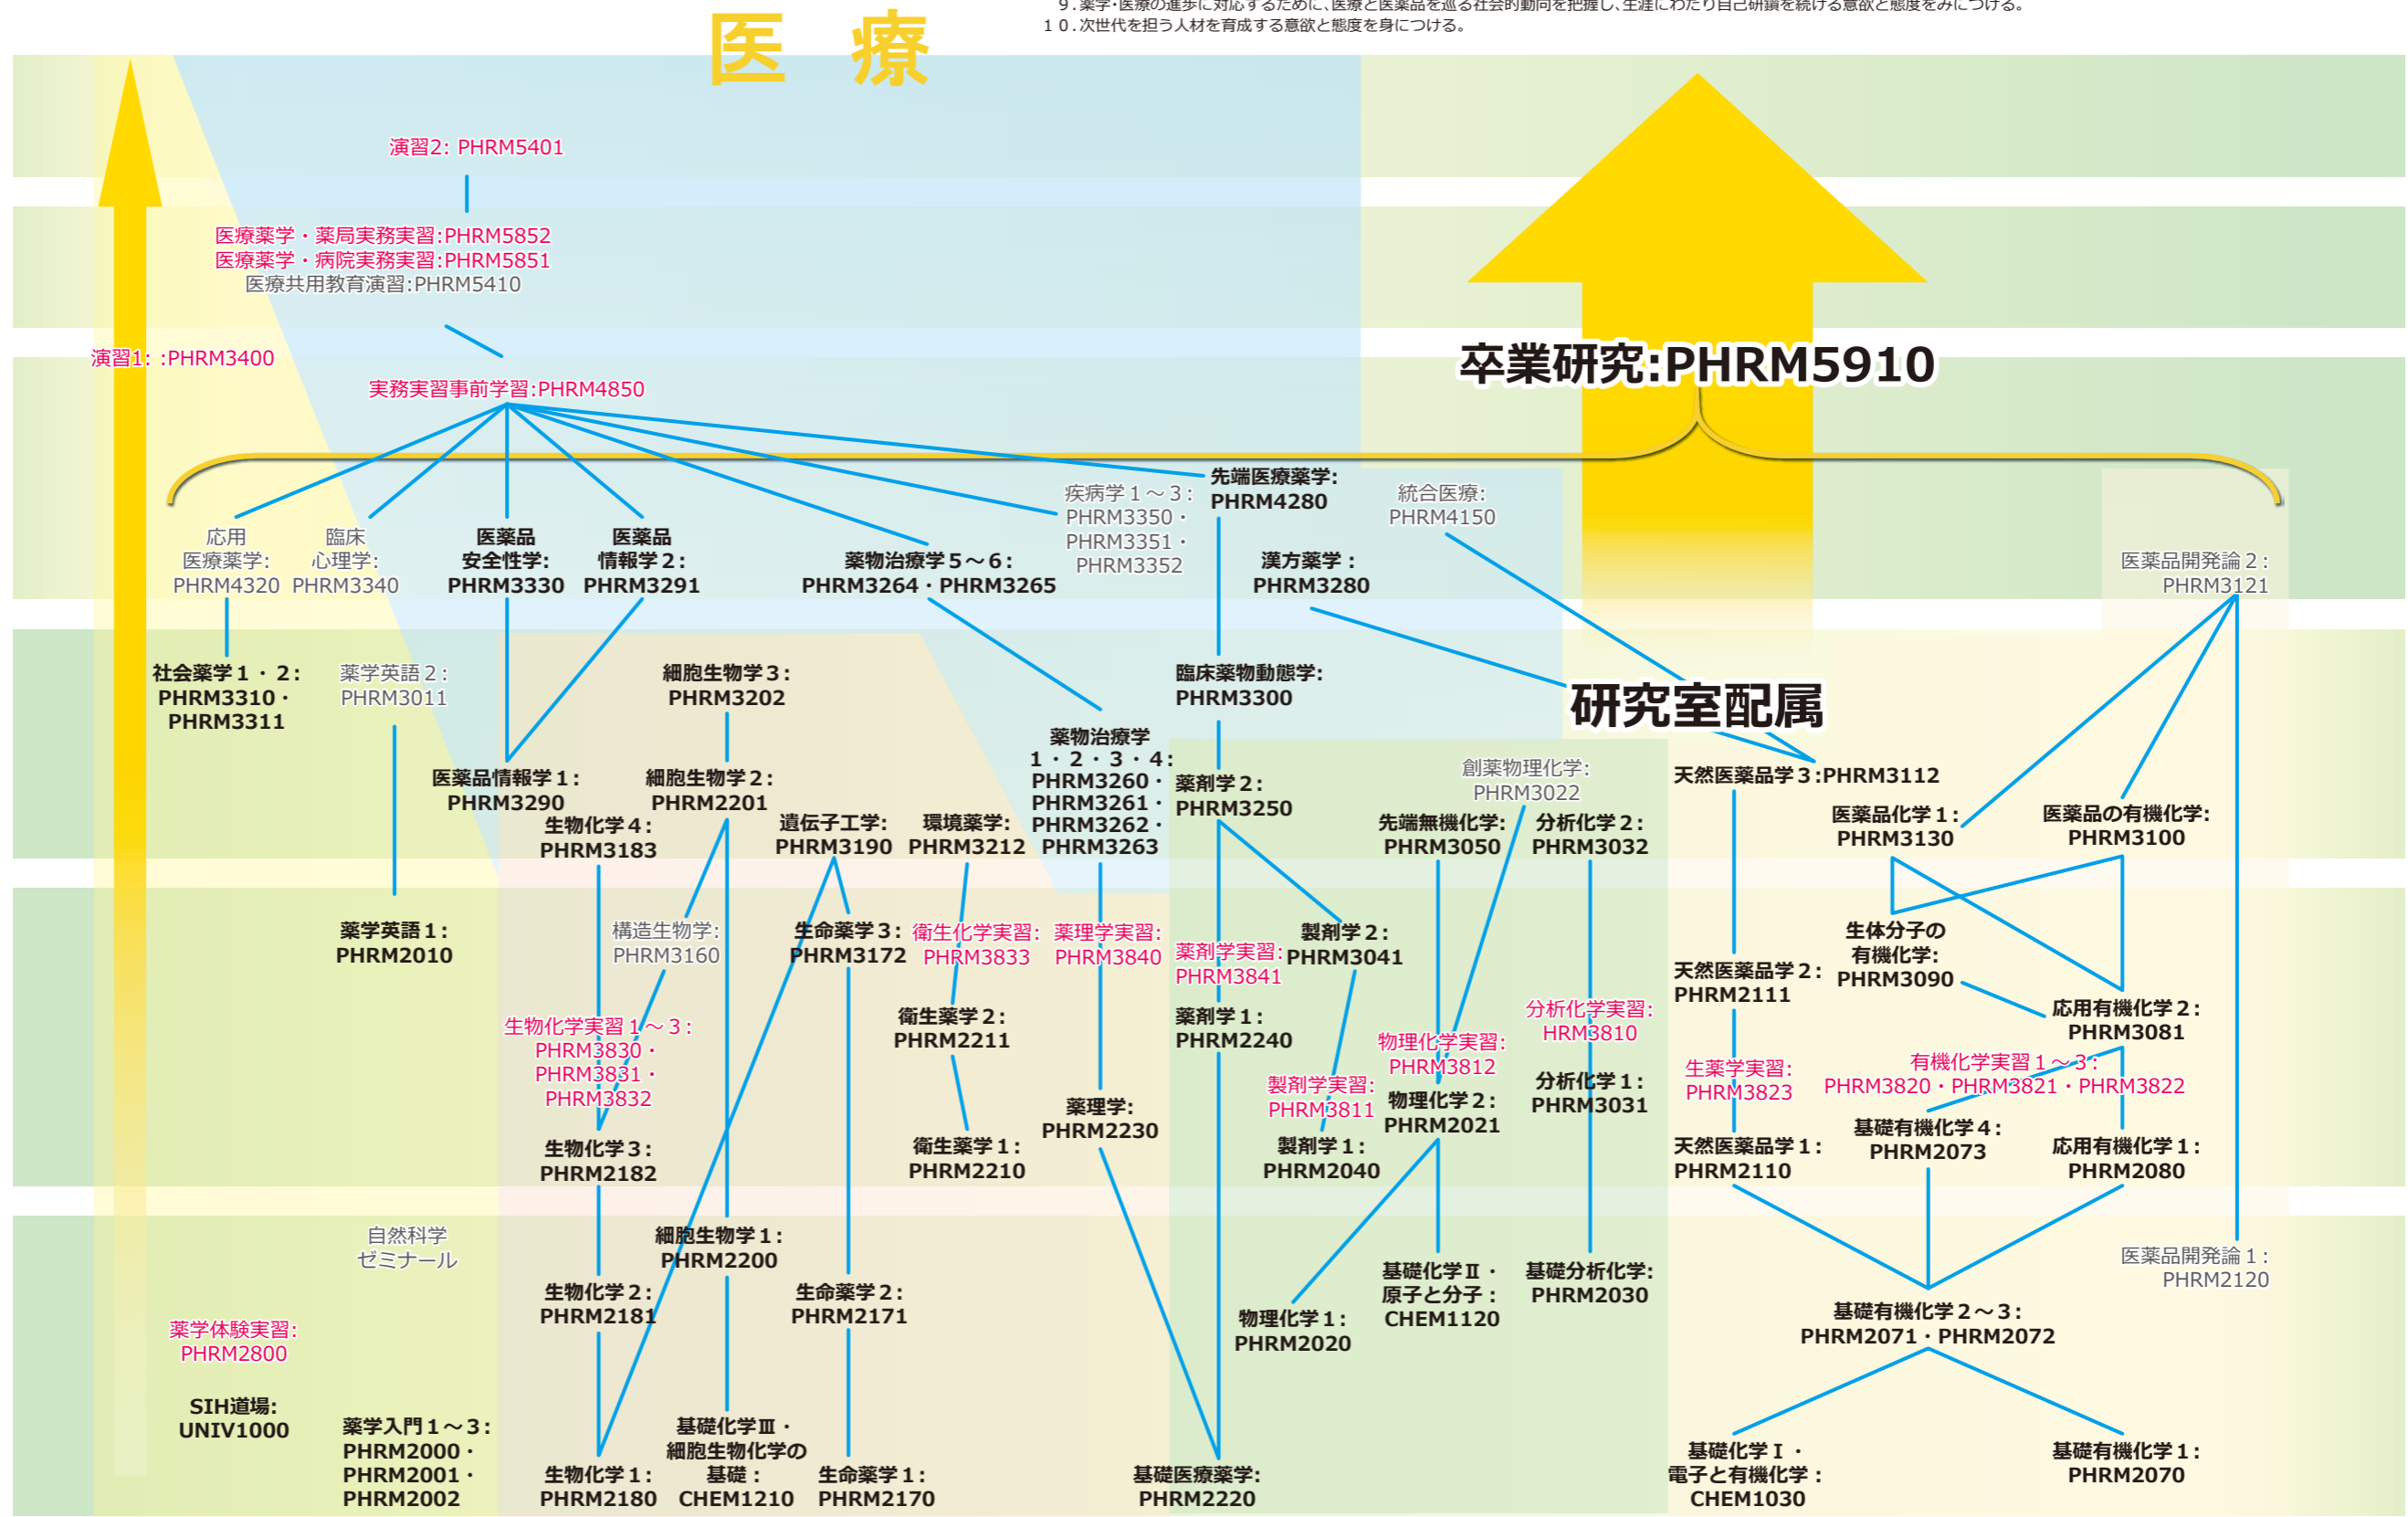 9.薬学・医療の進歩に対応するために、医療と医薬品を巡る社会的動向を把握し、生涯にわたり自己研鑽を続ける意欲と態度をみにつける。
10.次世代を担う人材を育成する意欲と態度を身につける。
医 療
演習2: PHRM5401
医療薬学・薬局実務実習:PHRM5852
医療薬学・病院実務実習:PHRM5851
医療共用教育演習:PHRM5410
演習1: :PHRM3400
卒業研究:PHRM5910
実務実習事前学習:PHRM4850
応用
医療薬学:
PHRM4320
臨床
心理学:
PHRM3340
医薬品
安全性学:
PHRM3330
医薬品
情報学2:
PHRM3291
薬物治療学5～6:
PHRM3264・PHRM3265
疾病学1～3:
PHRM3350・
PHRM3351・
PHRM3352
先端医療薬学:
PHRM4280
漢方薬学:
PHRM3280
統合医療:
PHRM4150
医薬品開発論2:
PHRM3121
社会薬学1・2:
PHRM3310・
PHRM3311
薬学英語2:
PHRM3011
細胞生物学3:
PHRM3202
臨床薬物動態学:
PHRM3300
研究室配属
医薬品情報学1:
PHRM3290
細胞生物学2:
PHRM2201
生物化学4:
PHRM3183
遺伝子工学:
PHRM3190
環境薬学:
PHRM3212
薬物治療学
1・2・3・4:
PHRM3260・
PHRM3261・
PHRM3262・
PHRM3263
薬剤学2:
PHRM3250
創薬物理化学:
PHRM3022
先端無機化学:
PHRM3050
分析化学2:
PHRM3032
天然医薬品学3:PHRM3112
医薬品化学1:
PHRM3130
医薬品の有機化学:
PHRM3100
薬学英語1:
PHRM2010
構造生物学:
PHRM3160
生命薬学3:
PHRM3172
衛生化学実習:
PHRM3833
薬理学実習:
PHRM3840
薬剤学実習:
PHRM3841
製剤学2:
PHRM3041
生体分子の
有機化学:
PHRM3090
天然医薬品学2:
PHRM2111
生物化学実習1～3:
PHRM3830・
PHRM3831・
PHRM3832
衛生薬学2:
PHRM2211
薬剤学1:
PHRM2240
物理化学実習:
PHRM3812
分析化学実習:
HRM3810
応用有機化学2:
PHRM3081
生薬学実習:
PHRM3823
有機化学実習1～3:
PHRM3820・PHRM3821・PHRM3822
製剤学実習:
PHRM3811
物理化学2:
PHRM2021
分析化学1:
PHRM3031
薬理学:
PHRM2230
生物化学3:
PHRM2182
衛生薬学1:
PHRM2210
製剤学1:
PHRM2040
天然医薬品学1:
PHRM2110
基礎有機化学4:
PHRM2073
応用有機化学1:
PHRM2080
自然科学
ゼミナール
細胞生物学1:
PHRM2200
生物化学2:
PHRM2181
生命薬学2:
PHRM2171
物理化学1:
PHRM2020
基礎化学Ⅱ・
原子と分子:
CHEM1120
基礎分析化学:
PHRM2030
医薬品開発論1:
PHRM2120
基礎有機化学2～3:
PHRM2071・PHRM2072
薬学体験実習:
PHRM2800
SIH道場:
UNIV1000
薬学入門1～3:
PHRM2000・
PHRM2001・
PHRM2002
生物化学1:
PHRM2180
基礎化学Ⅲ・
細胞生物化学の
基礎:
CHEM1210
生命薬学1:
PHRM2170
基礎医療薬学:
PHRM2220
基礎化学Ⅰ・
電子と有機化学:
CHEM1030
基礎有機化学1:
PHRM2070